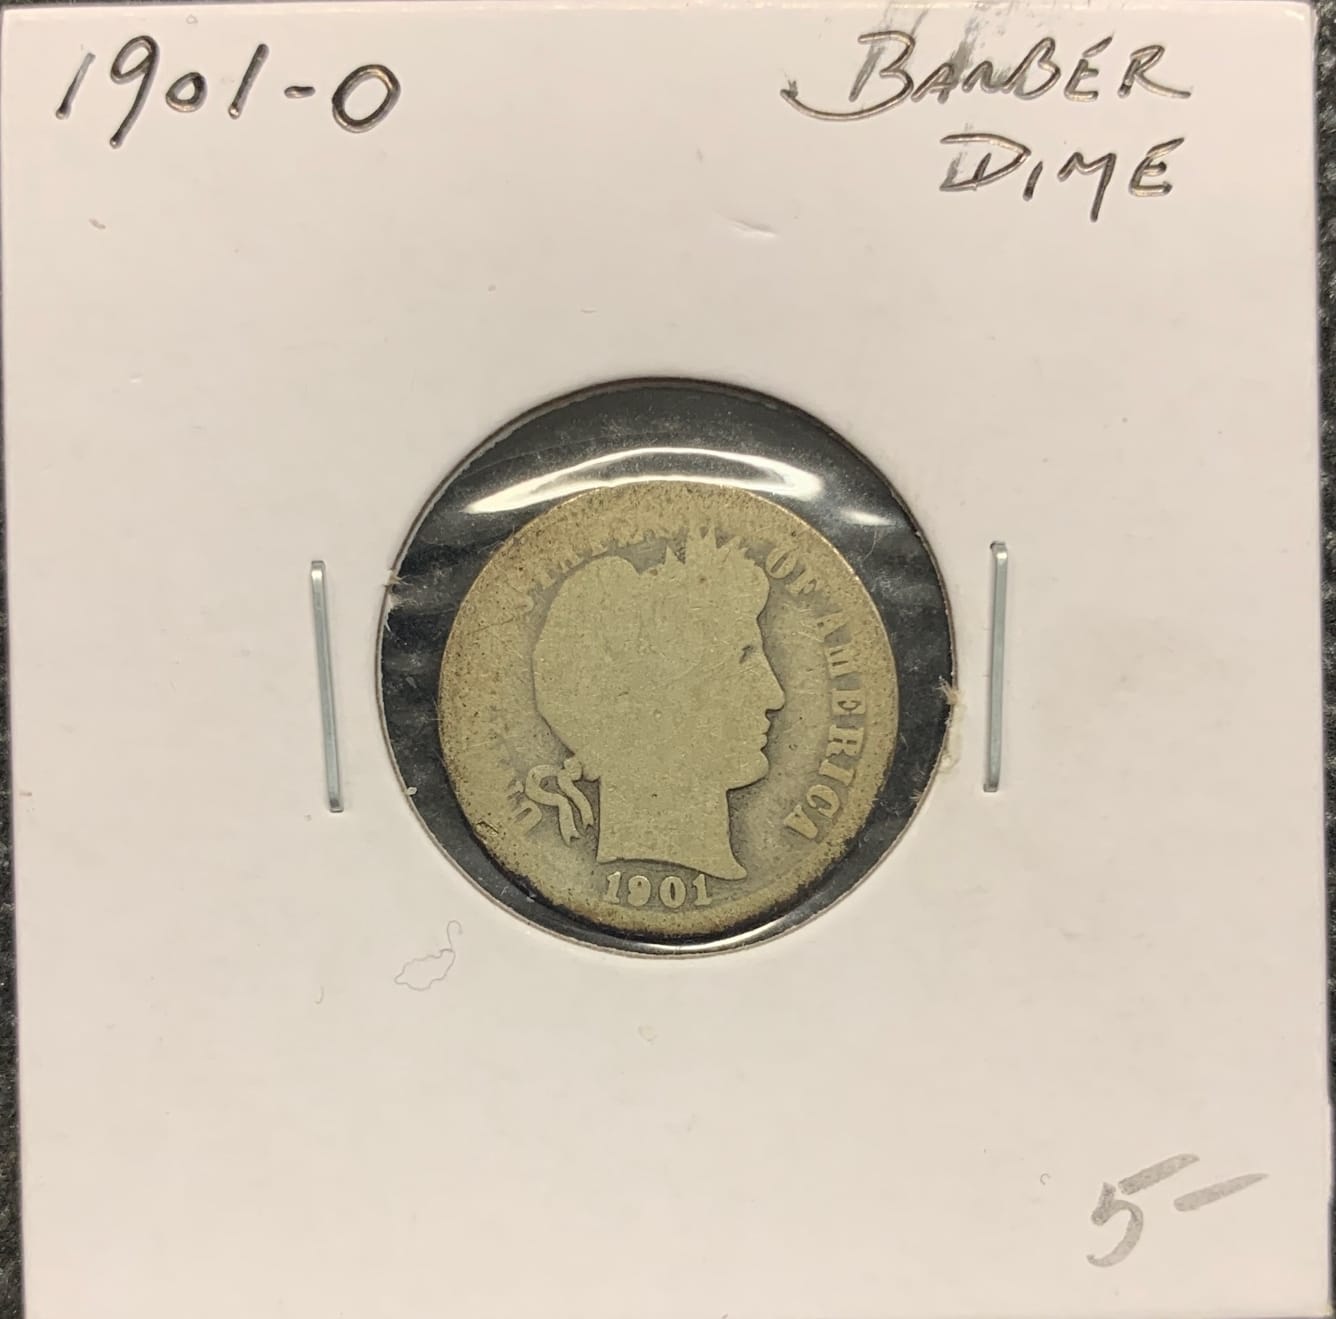 1901-O
BARBER
DIME
OF AMERICA
1901
5-